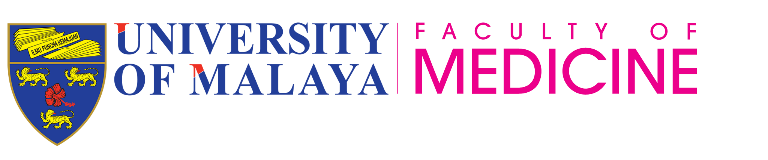 UNIVERSITY
OF MALAYA
FACULTY OF
MEDICINE